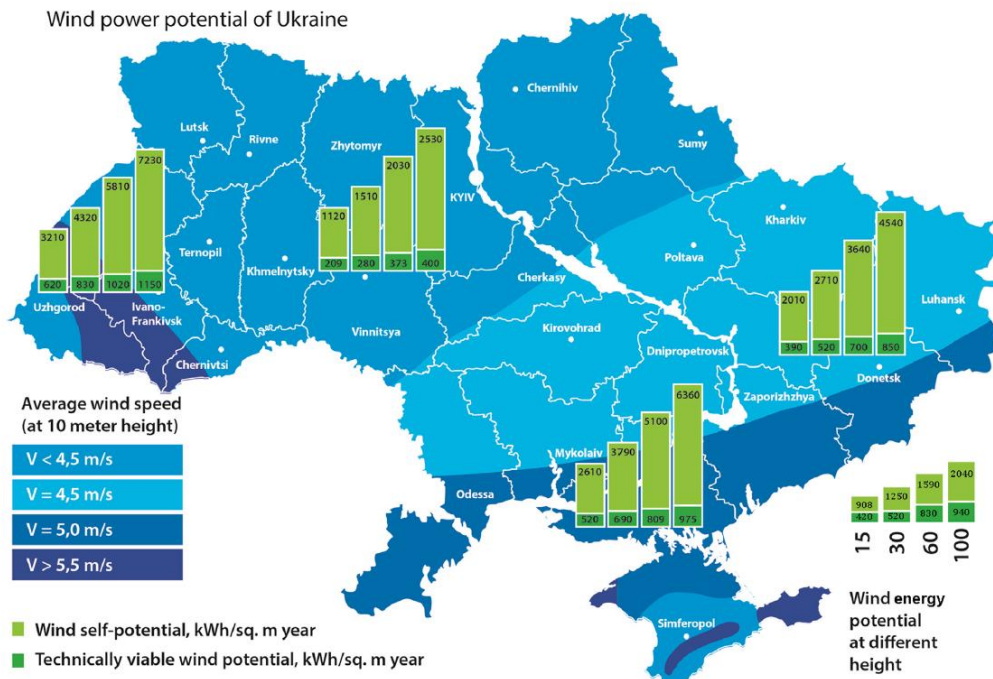 Wind power potential of Ukraine
Chernihiv
Lutsk
Rivne
Zhytomyr
Sumy
KYIV
2530
2030
1510
1120
209
280
373
400
7230
5810
4320
3210
620
830
1020
1150
Kharkiv
Ternopil
Khmelnytsky
Poltava
4540
3640
2710
2010
390
520
700
850
Cherkasy
Luhansk
Uzhgorod
Ivano-
Frankivsk
Vinnitsya
Kirovohrad
Chernivtsi
Dnipropetrovsk
Donetsk
Zaporizhzhya
6360
5100
3790
2610
520
690
809
975
Mykolaiv
Odessa
Simferopol
Average wind speed
(at 10 meter height)
V < 4,5 m/s
V = 4,5 m/s
V = 5,0 m/s
V > 5,5 m/s
908
1250
1590
2040
420
520
830
940
15
30
60
100
Wind energy
potential
at different
height
Wind self-potential, kWh/sq. m year
Technically viable wind potential, kWh/sq. m year